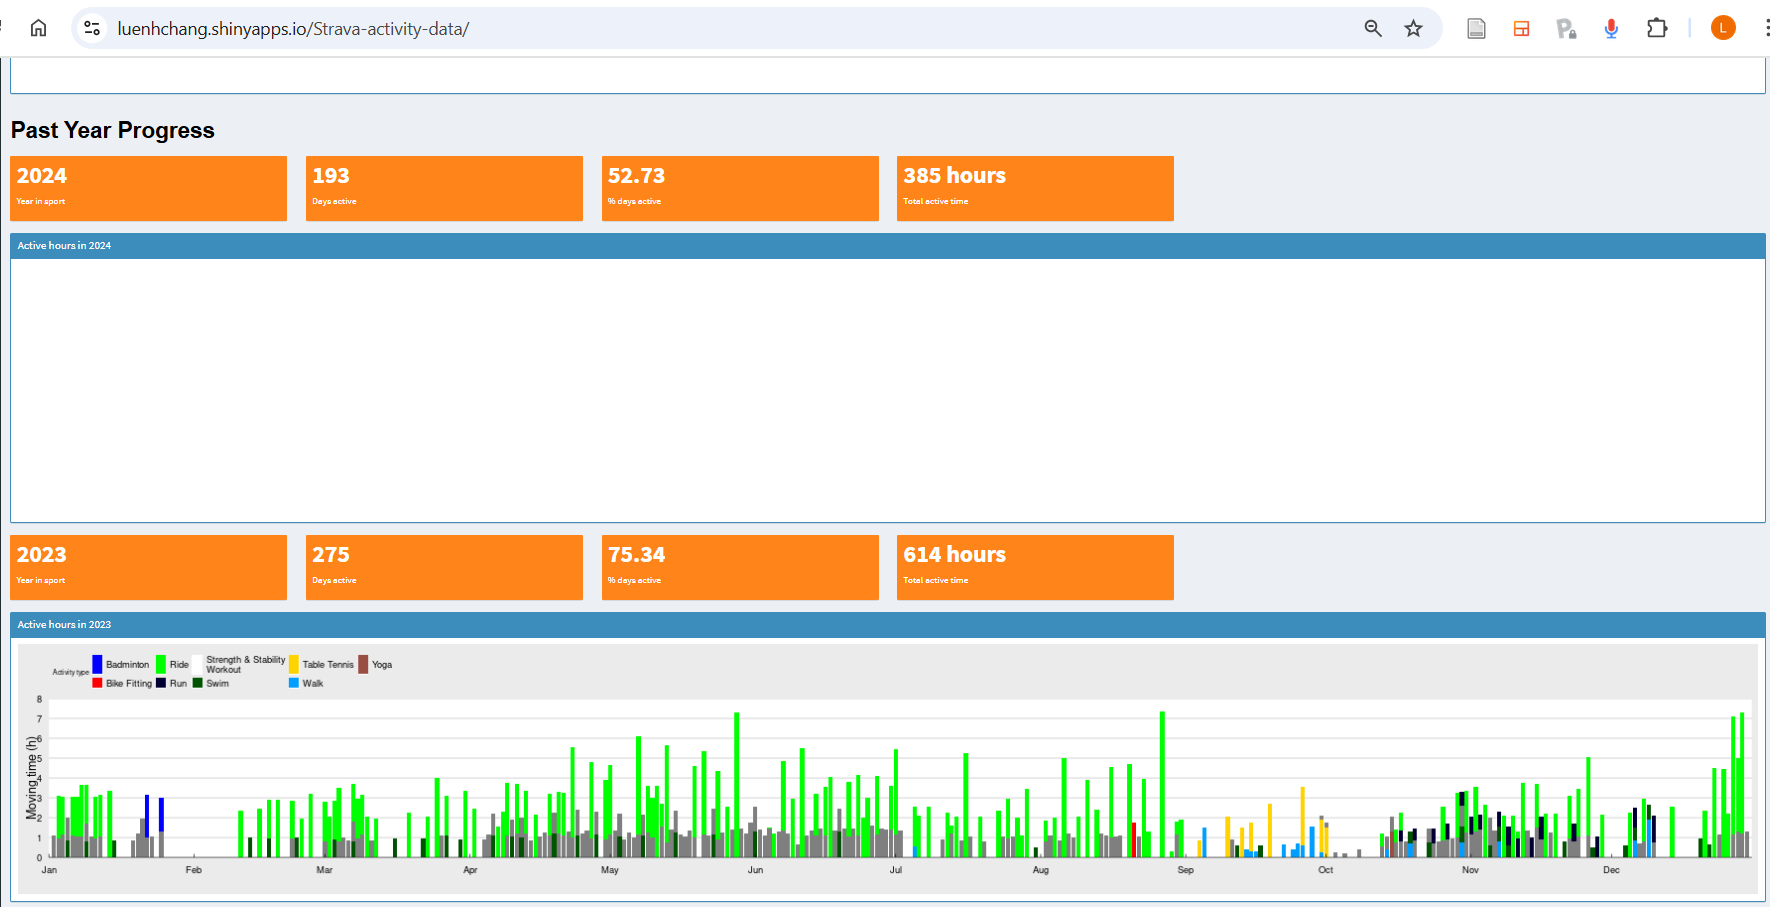 luenhchang.shinyapps.io/Strava-activity-data/
L
Past Year Progress
2024
Year in sport
193
Days active
52.73
% days active
385 hours
Total active time
Active hours in 2024
2023
Year in sport
275
Days active
75.34
% days active
614 hours
Total active time
Active hours in 2023
Activity type
Badminton
Ride
Strength & Stability
Workout
Table Tennis
Yoga
Bike Fitting
Run
Swim
Walk
Moving time (h)
8
7
6
5
4
3
2
1
0
Jan
Feb
Mar
Apr
May
Jun
Jul
Aug
Sep
Oct
Nov
Dec